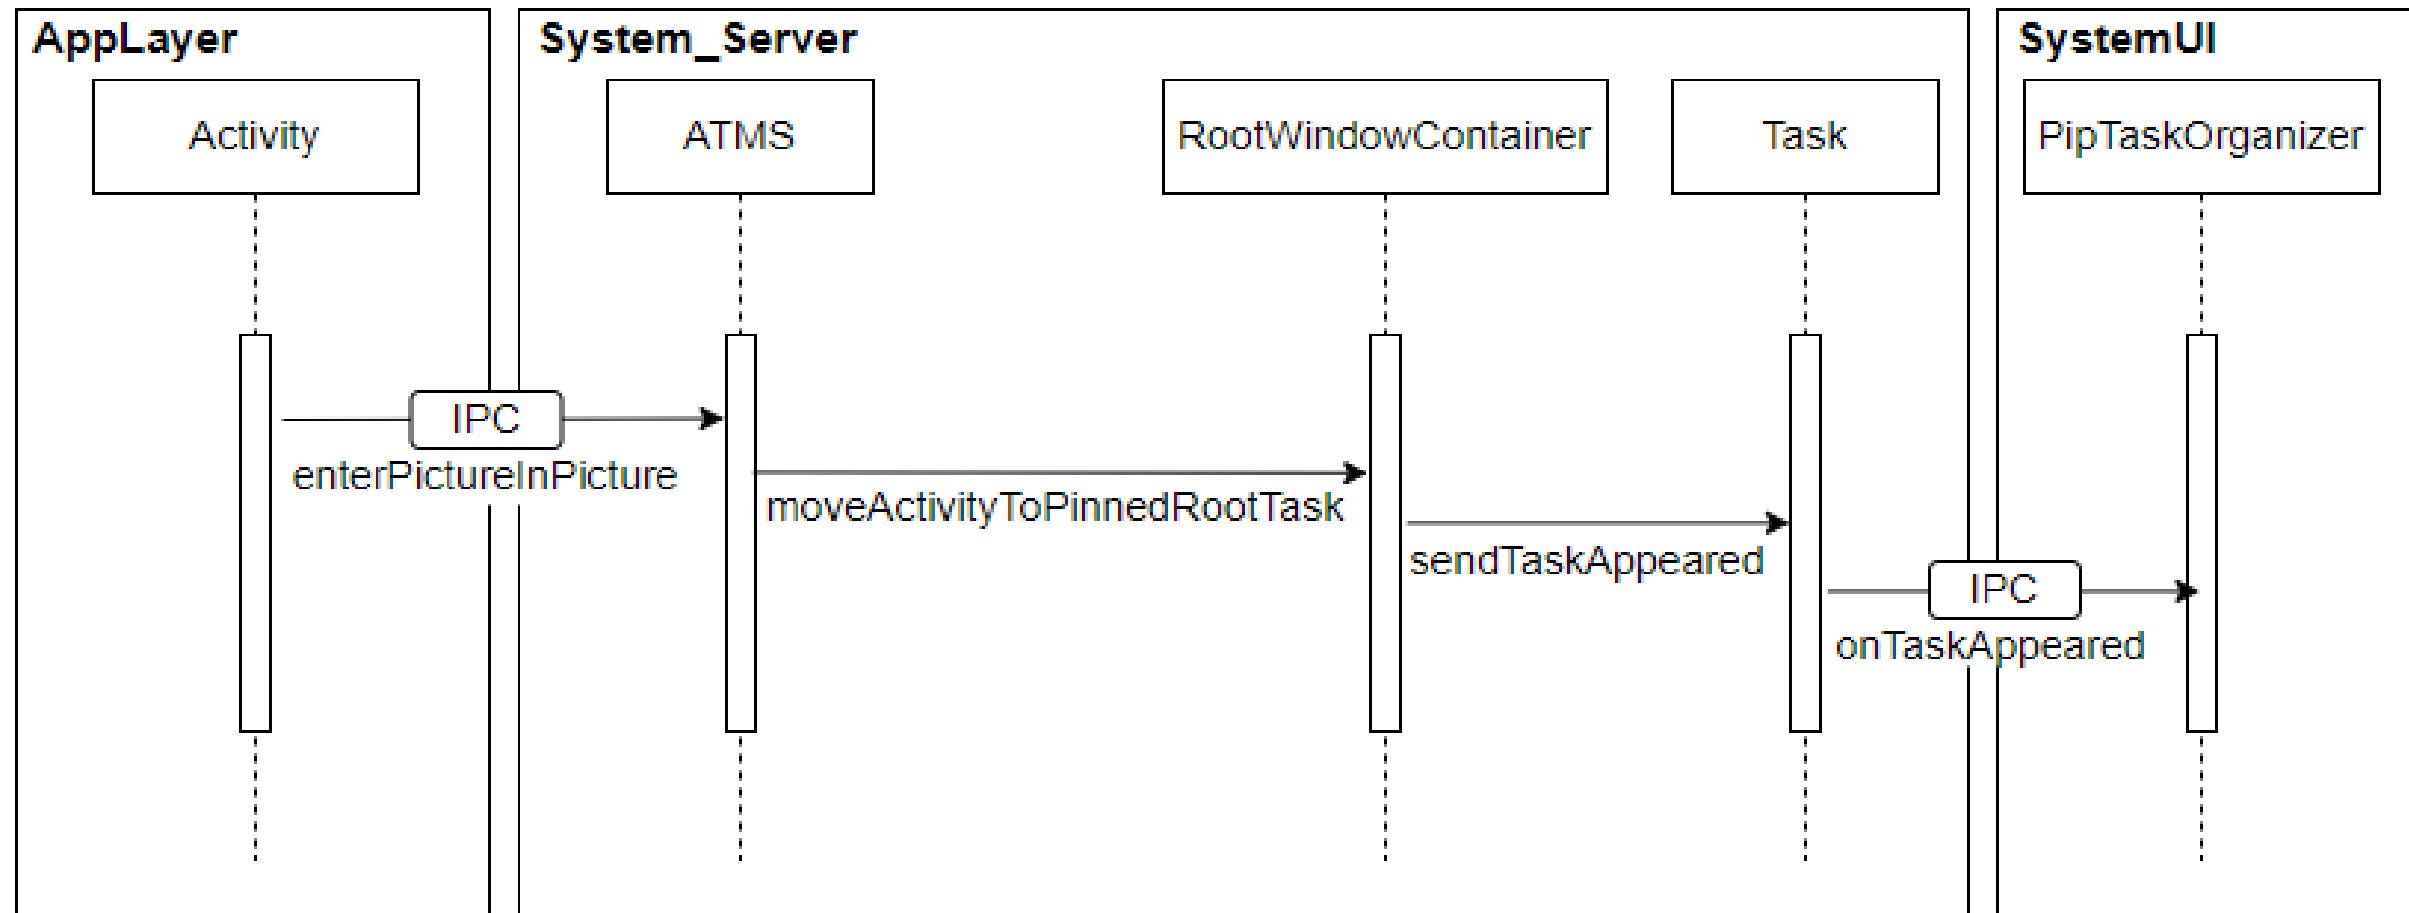 AppLayer
System_Server
SystemUI
Activity
ATMS
RootWindowContainer
Task
PipTaskOrganizer
IPC
enterPictureInPicture
moveActivityToPinnedRootTask
sendTaskAppeared
IPC
onTaskAppeared